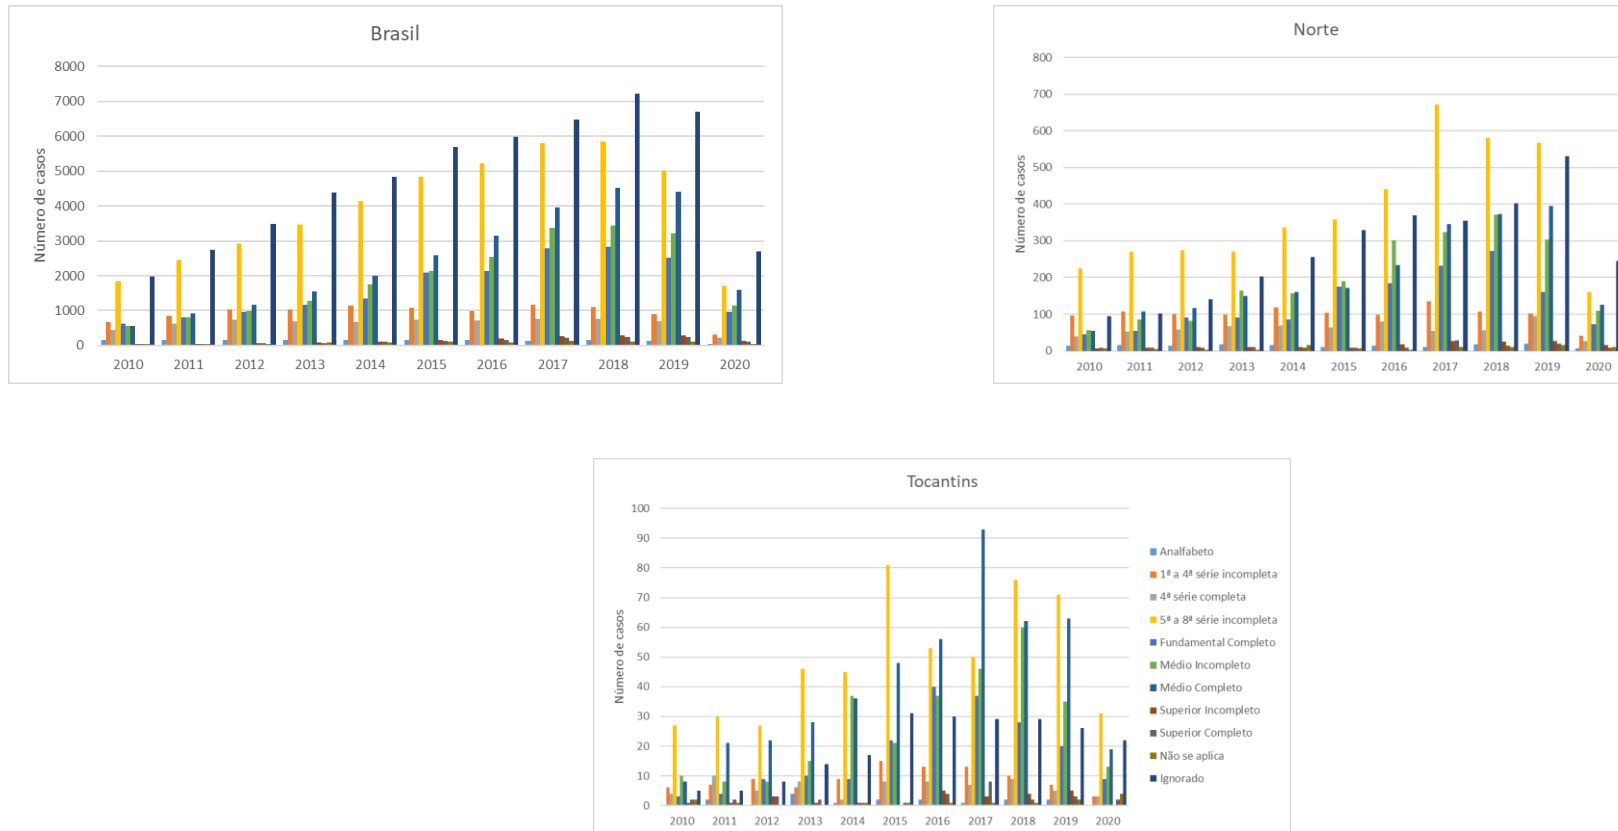 Brasil
Número de casos
8000
7000
6000
5000
4000
3000
2000
1000
0
2010 2011 2012 2013 2014 2015 2016 2017 2018 2019 2020
Norte
Número de casos
800
700
600
500
400
300
200
100
0
2010 2011 2012 2013 2014 2015 2016 2017 2018 2019 2020
Tocantins
Número de casos
100
90
80
70
60
50
40
30
20
10
0
2010 2011 2012 2013 2014 2015 2016 2017 2018 2019 2020
Analfabeto
1ª a 4ª série incompleta
4ª série completa
5ª a 8ª série incompleta
Fundamental Completo
Médio Incompleto
Médio Completo
Superior Incompleto
Superior Completo
Não se aplica
Ignorado